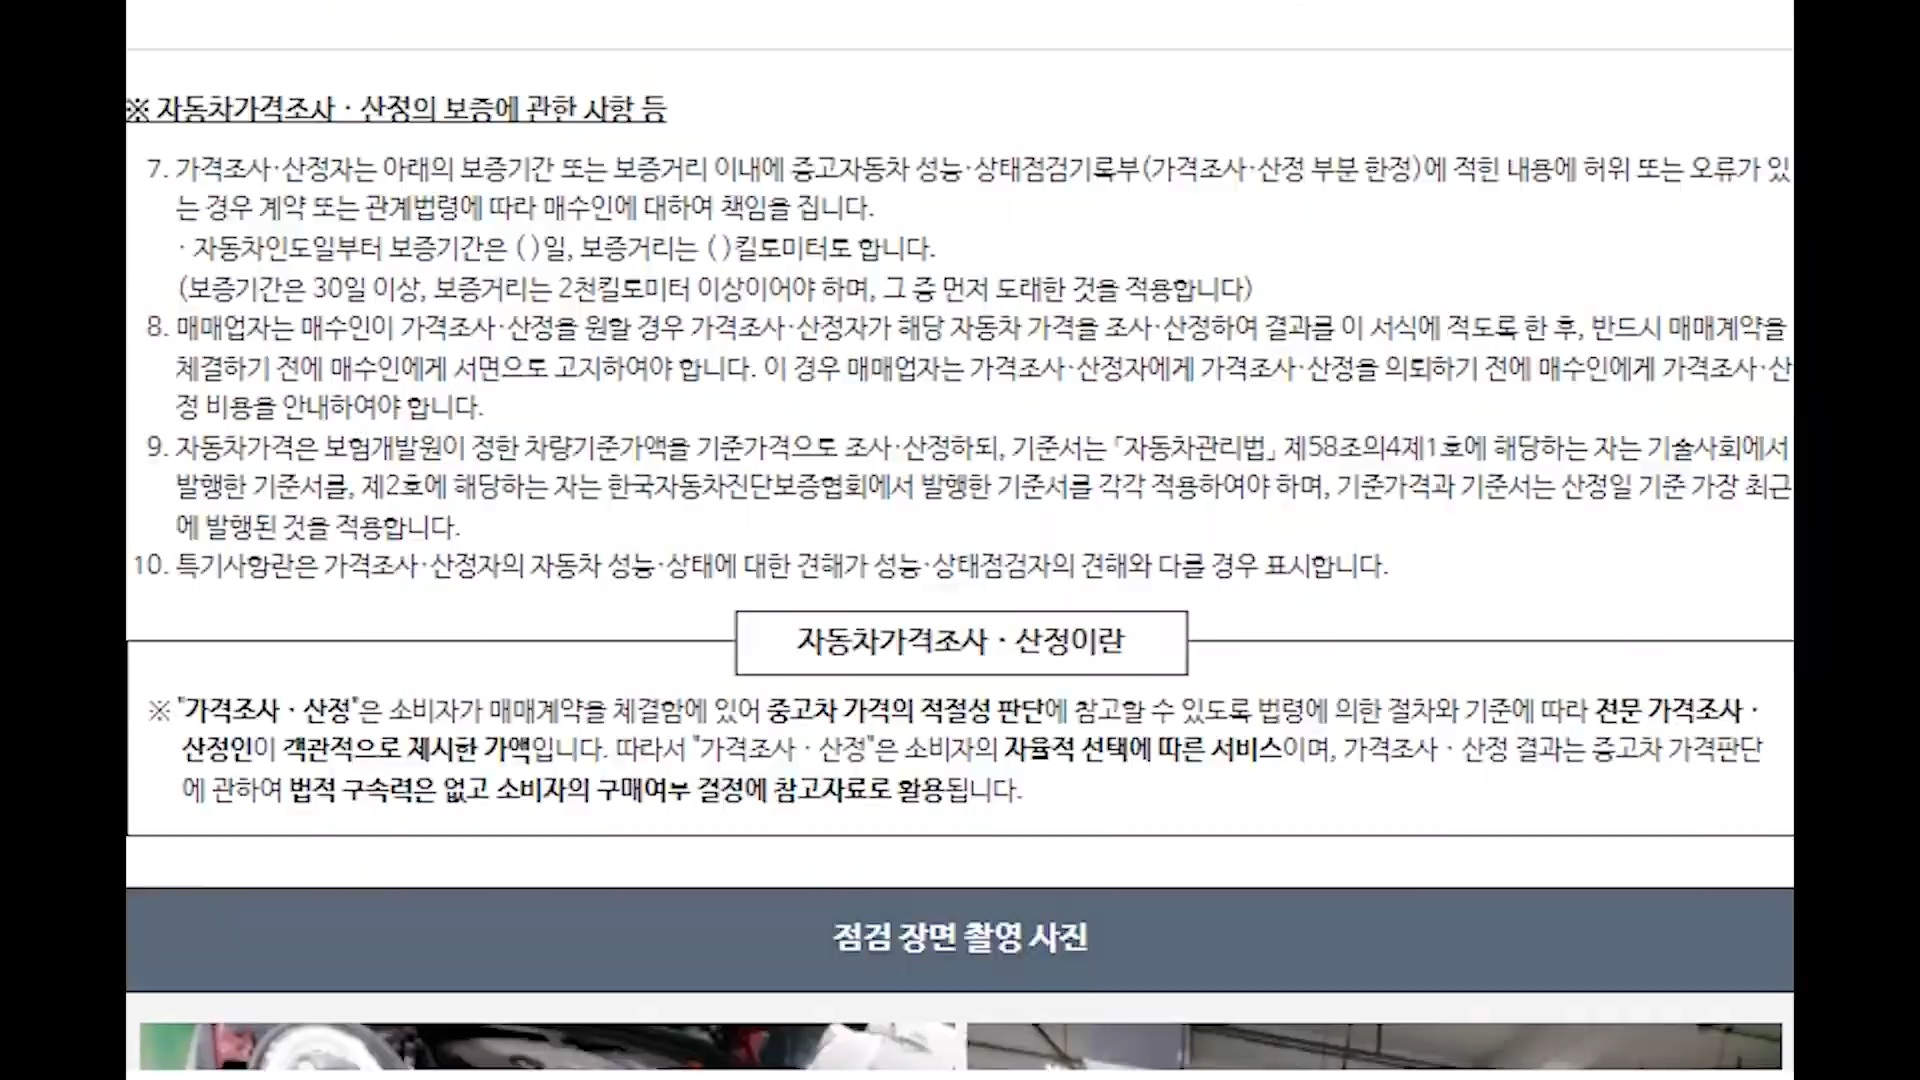 ※ 자동차가격조사 · 산정의 보증에 관한 사항 등
7. 가격조사·산정자는 아래의 보증기간 또는 보증거리 이내에 중고자동차 성능·상태점검기록부(가격조사·산정 부분 한정)에 적힌 내용에 허위 또는 오류가 있
는 경우 계약 또는 관계법령에 따라 매수인에 대하여 책임을 집니다.
· 자동차인도일부터 보증기간은 ( )일, 보증거리는 ( )킬로미터로 합니다.
(보증기간은 30일 이상, 보증거리는 2천킬로미터 이상이어야 하며, 그 중 먼저 도래한 것을 적용합니다)
8. 매매업자는 매수인이 가격조사·산정을 원할 경우 가격조사·산정자가 해당 자동차 가격을 조사·산정하여 결과를 이 서식에 적도록 한 후, 반드시 매매계약을
체결하기 전에 매수인에게 서면으로 고지하여야 합니다. 이 경우 매매업자는 가격조사·산정자에게 가격조사·산정을 의뢰하기 전에 매수인에게 가격조사·산
정 비용을 안내하여야 합니다.
9. 자동차가격은 보험개발원이 정한 차량기준가액을 기준가격으로 조사·산정하되, 기준서는 「자동차관리법」 제58조의4제1호에 해당하는 자는 기술사회에서
발행한 기준서를, 제2호에 해당하는 자는 한국자동차진단보증협회에서 발행한 기준서를 각각 적용하여야 하며, 기준가격과 기준서는 산정일 기준 가장 최근
에 발행된 것을 적용합니다.
10. 특기사항란은 가격조사·산정자의 자동차 성능·상태에 대한 견해가 성능·상태점검자의 견해와 다를 경우 표시합니다.
자동차가격조사 · 산정이란
※ "가격조사 · 산정"은 소비자가 매매계약을 체결함에 있어 중고차 가격의 적절성 판단에 참고할 수 있도록 법령에 의한 절차와 기준에 따라 전문 가격조사 ·
산정인이 객관적으로 제시한 가액입니다. 따라서 "가격조사 · 산정"은 소비자의 자율적 선택에 따른 서비스이며, 가격조사 · 산정 결과는 중고차 가격판단
에 관하여 법적 구속력은 없고 소비자의 구매여부 결정에 참고자료로 활용됩니다.
점검 장면 촬영 사진